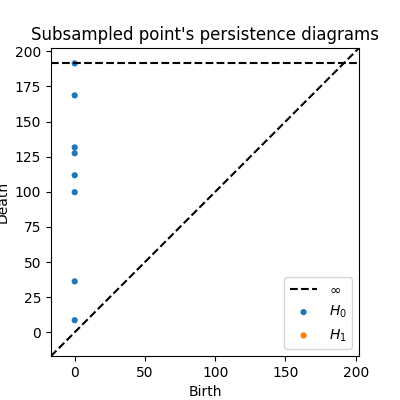 Subsampled point's persistence diagrams
200
175
150
125
100
75
50
25
0
Death
0 50 100 150 200
Birth
∞
H₀
H₁